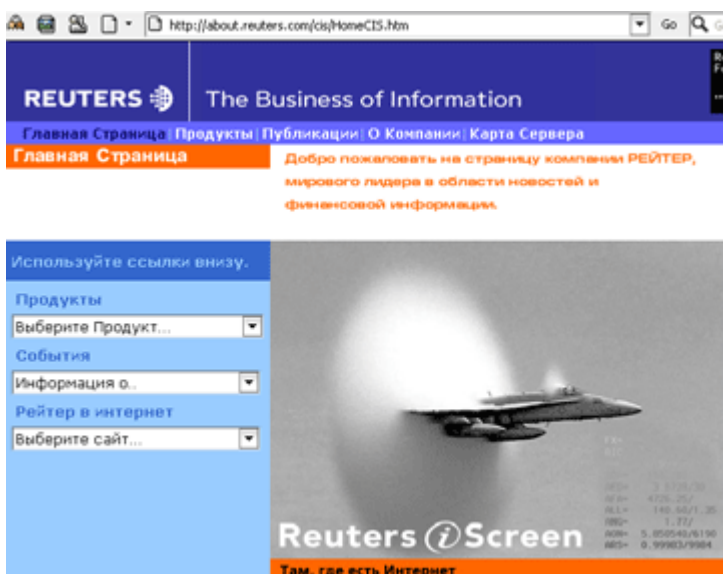 http://about.reuters.com/cis/HomeCIS.htm
Go
REUTERS The Business of Information
Главная Страница| Продукты| Публикации| О Компании| Карта Сервера
Главная Страница
Добро пожаловать на страницу компании РЕЙТЕР,
мирового лидера в области новостей и
финансовой информации.
Используйте ссылки внизу.
Продукты
Выберите Продукт...
События
Информация о..
Рейтер в интернет
Выберите сайт...
Reuters i Screen
Там, где есть Интернет